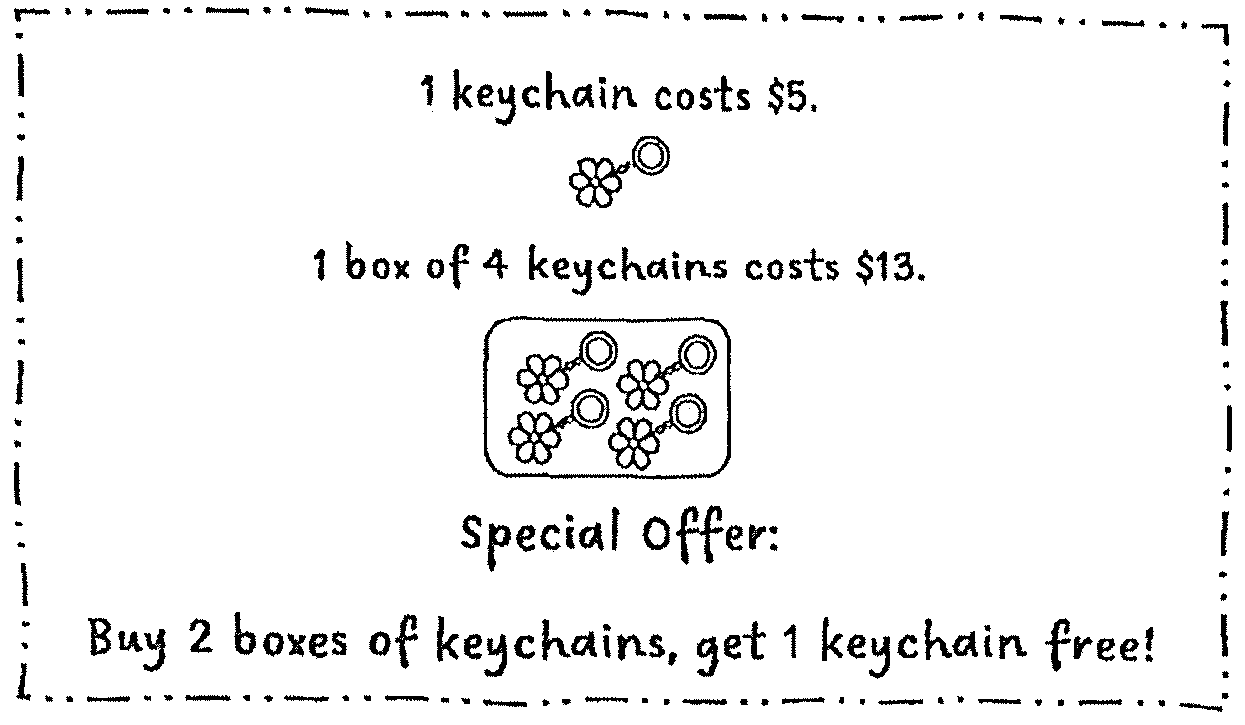 1 keychain costs $5.
1 box of 4 keychains costs $13.
Special Offer:
Buy 2 boxes of keychains, get 1 keychain free!